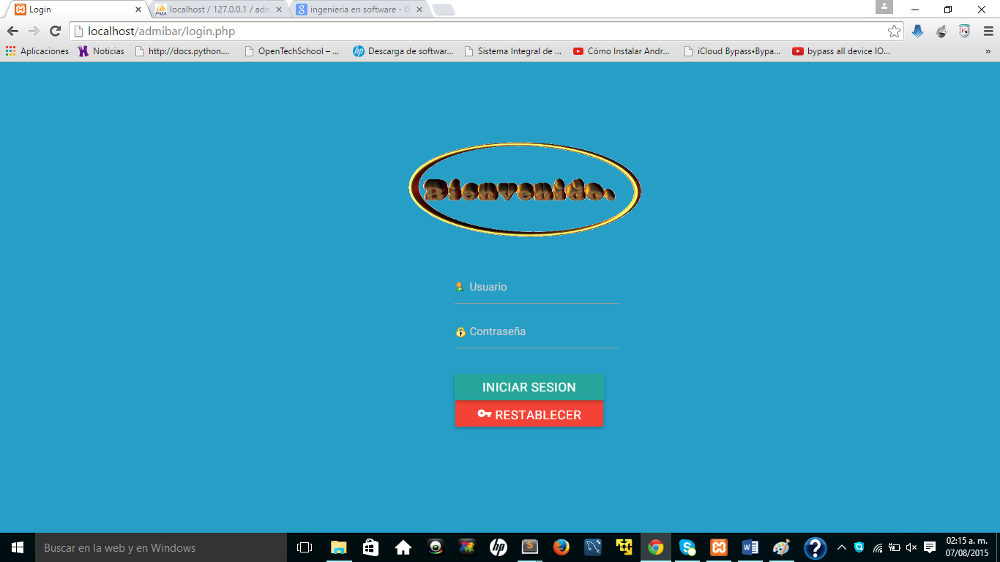 Login
localhost / 127.0.0.1 / adm
ingenieria en software - G
localhost/admibar/login.php
Aplicaciones
Noticias
http://docs.python....
OpenTechSchool – ...
Descarga de softwar...
Sistema Integral de ...
Cómo Instalar Andr...
iCloud Bypass•Bypa...
bypass all device IO...
»
Bienvenido.
Usuario
Contraseña
INICIAR SESION
RESTABLECER
Buscar en la web y en Windows
02:15 a. m.
07/08/2015